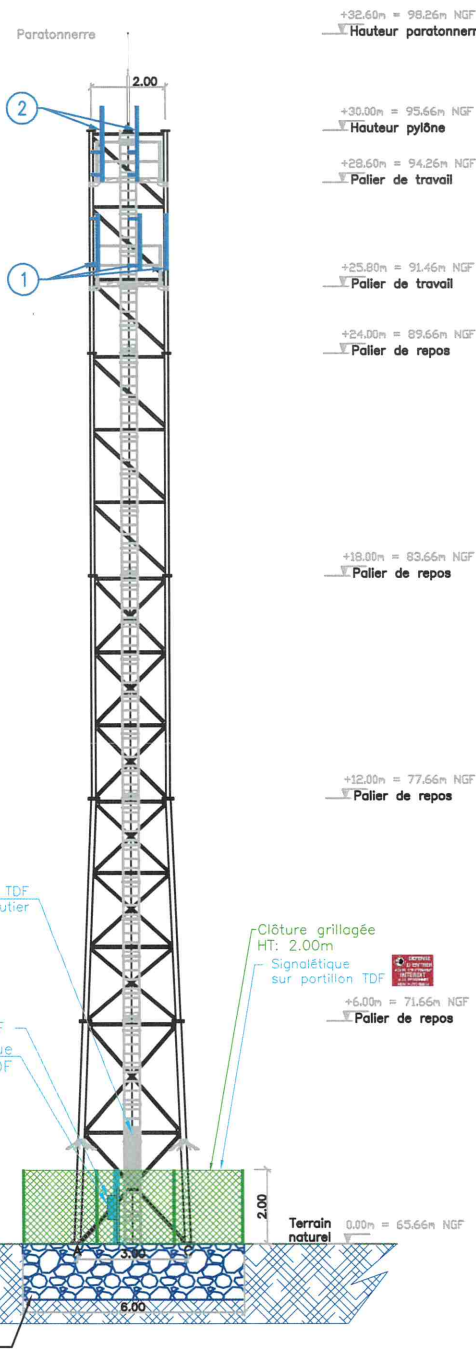 +32.60m = 98.26m NGF
Hauteur paratonnerr
Paratonnerre
2.00
2
+30.00m = 95.66m NGF
Hauteur pylône
+28.60m = 94.26m NGF
Palier de travail
1
+25.80m = 91.46m NGF
Palier de travail
+24.00m = 89.66m NGF
Palier de repos
+18.00m = 83.66m NGF
Palier de repos
+12.00m = 77.66m NGF
Palier de repos
TDF
utier
Clôture grillagée
HT: 2.00m
Signalétique
sur portillon TDF
+6.00m = 71.66m NGF
Palier de repos
F
ue
DF
2.00
Terrain
naturel
0.00m = 65.66m NGF
A
C
3.00
6.00